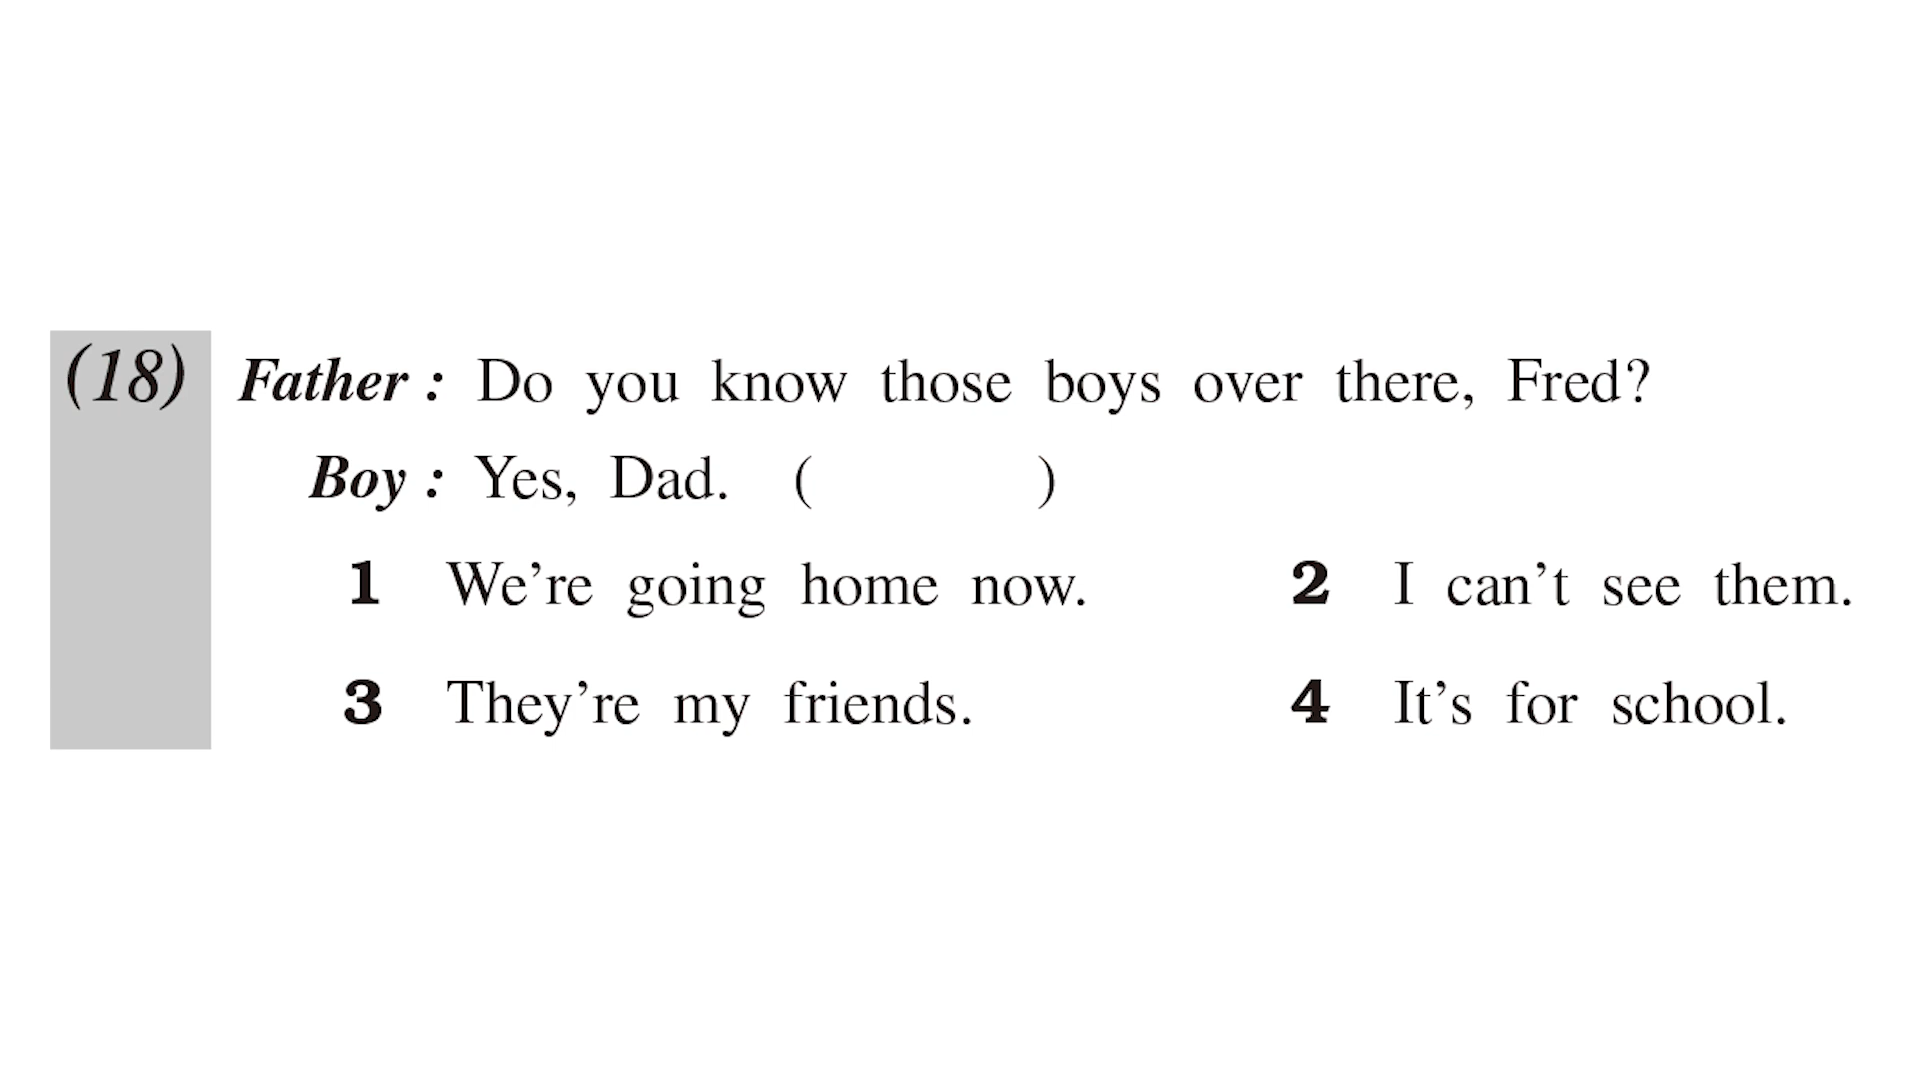 (18) Father : Do you know those boys over there, Fred?
Boy : Yes, Dad. ( )
1 We’re going home now. 2 I can’t see them.
3 They’re my friends. 4 It’s for school.